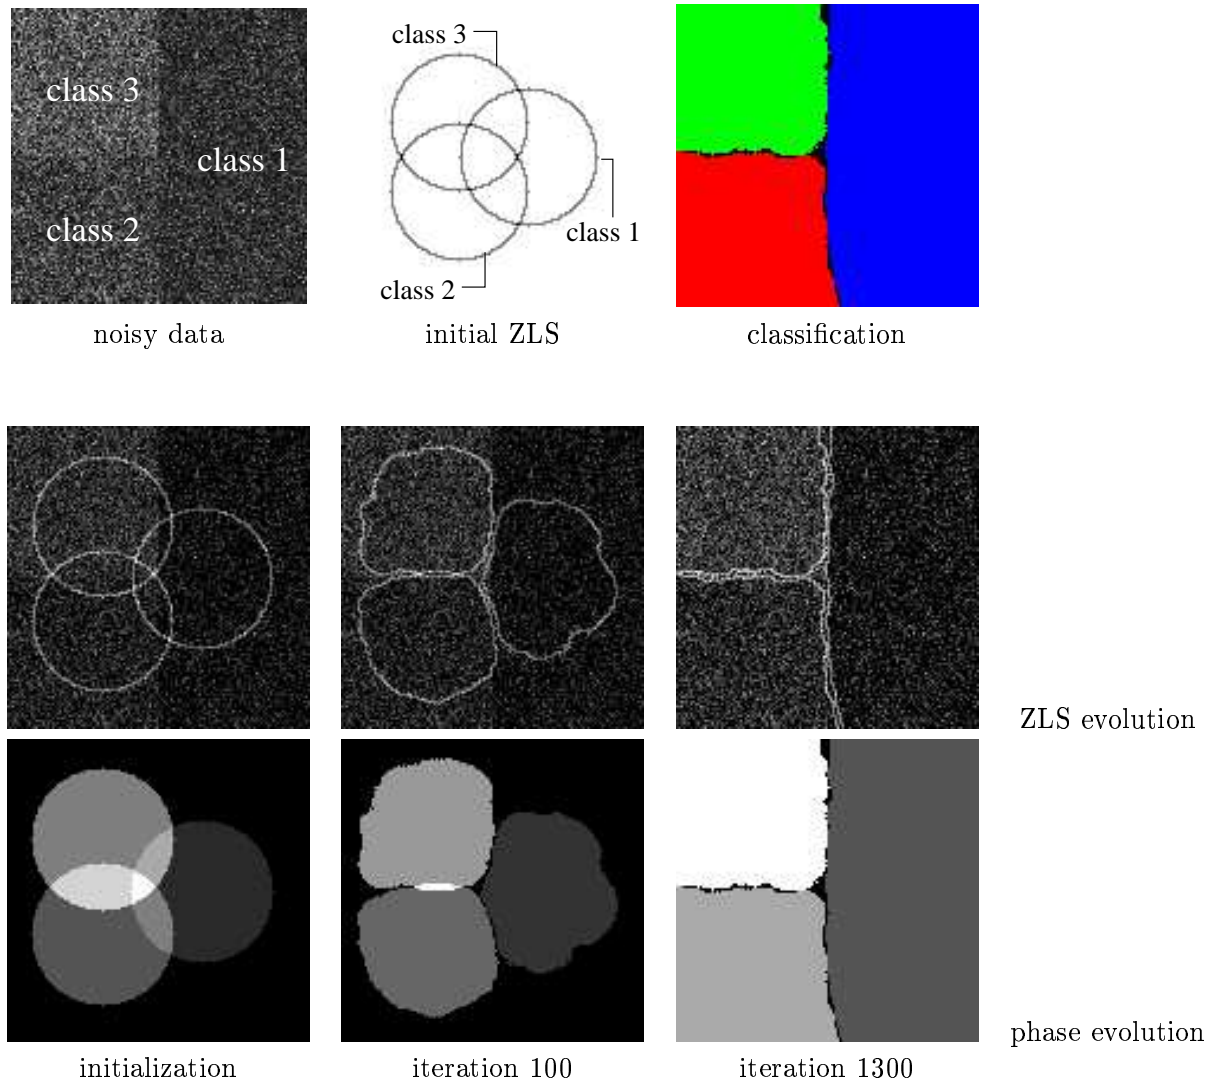 class 3
class 1
class 2
class 3
class 1
class 2
noisy data
initial ZLS
classification
ZLS evolution
phase evolution
initialization
iteration 100
iteration 1300